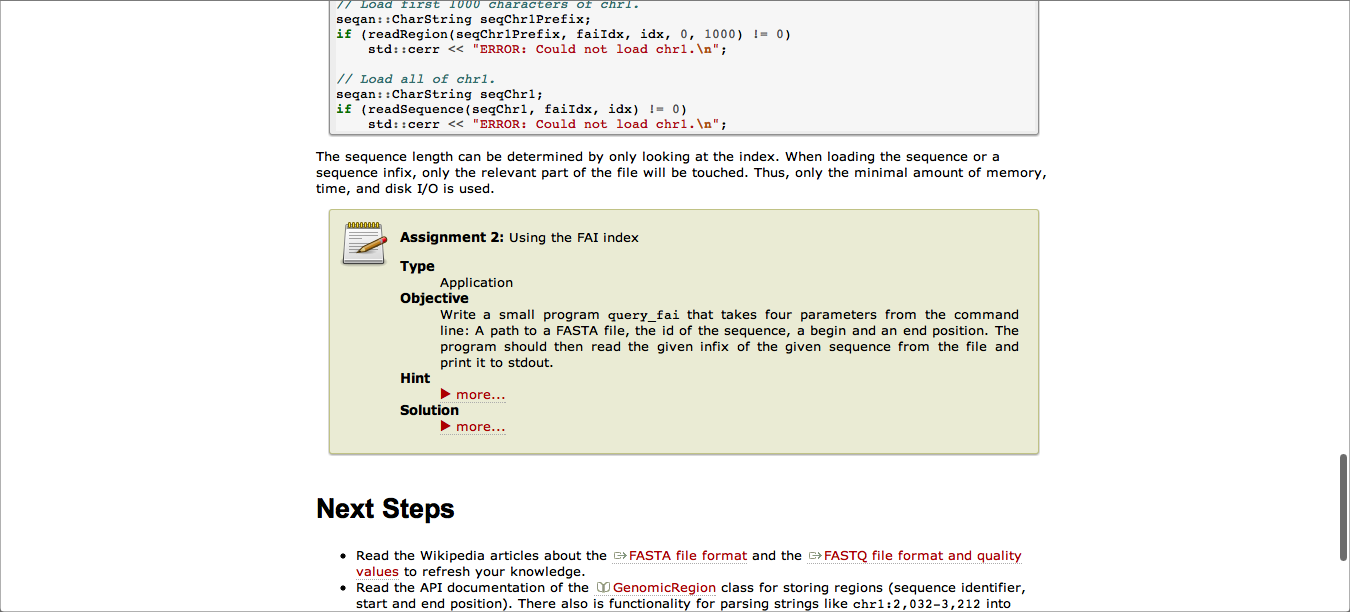 // Load first 1000 characters of chr1.
seqan::CharString seqChr1Prefix;
if (readRegion(seqChr1Prefix, faiIdx, idx, 0, 1000) != 0)
    std::cerr << "ERROR: Could not load chr1.\n";
// Load all of chr1.
seqan::CharString seqChr1;
if (readSequence(seqChr1, faiIdx, idx) != 0)
    std::cerr << "ERROR: Could not load chr1.\n";
The sequence length can be determined by only looking at the index. When loading the sequence or a
sequence infix, only the relevant part of the file will be touched. Thus, only the minimal amount of memory,
time, and disk I/O is used.
Assignment 2: Using the FAI index
Type
Application
Objective
Write a small program query_fai that takes four parameters from the command
line: A path to a FASTA file, the id of the sequence, a begin and an end position. The
program should then read the given infix of the given sequence from the file and
print it to stdout.
Hint
more...
Solution
more...
Next Steps
Read the Wikipedia articles about the FASTA file format and the FASTQ file format and quality
values to refresh your knowledge.
Read the API documentation of the GenomicRegion class for storing regions (sequence identifier,
start and end position). There also is functionality for parsing strings like chr1:2,032-3,212 into